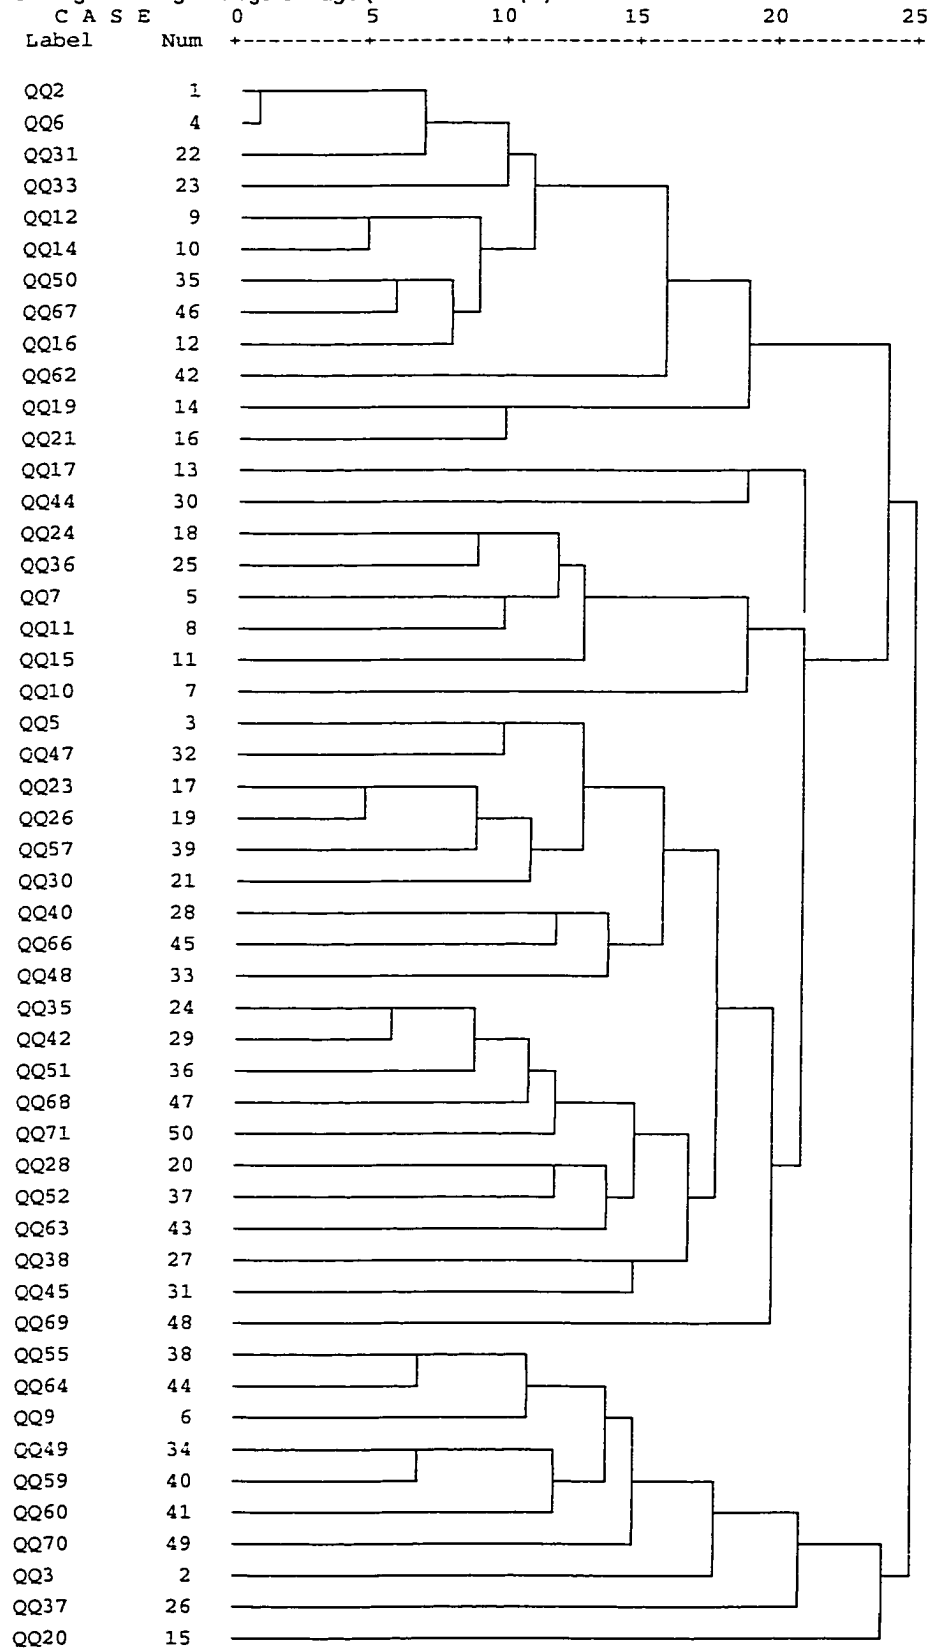 C A S E 0 5 10 15 20 25
Label Num +---------+---------+---------+---------+---------+
QQ2 1
QQ6 4
QQ31 22
QQ33 23
QQ12 9
QQ14 10
QQ50 35
QQ67 46
QQ16 12
QQ62 42
QQ19 14
QQ21 16
QQ17 13
QQ44 30
QQ24 18
QQ36 25
QQ7 5
QQ11 8
QQ15 11
QQ10 7
QQ5 3
QQ47 32
QQ23 17
QQ26 19
QQ57 39
QQ30 21
QQ40 28
QQ66 45
QQ48 33
QQ35 24
QQ42 29
QQ51 36
QQ68 47
QQ71 50
QQ28 20
QQ52 37
QQ63 43
QQ38 27
QQ45 31
QQ69 48
QQ55 38
QQ64 44
QQ9 6
QQ49 34
QQ59 40
QQ60 41
QQ70 49
QQ3 2
QQ37 26
QQ20 15